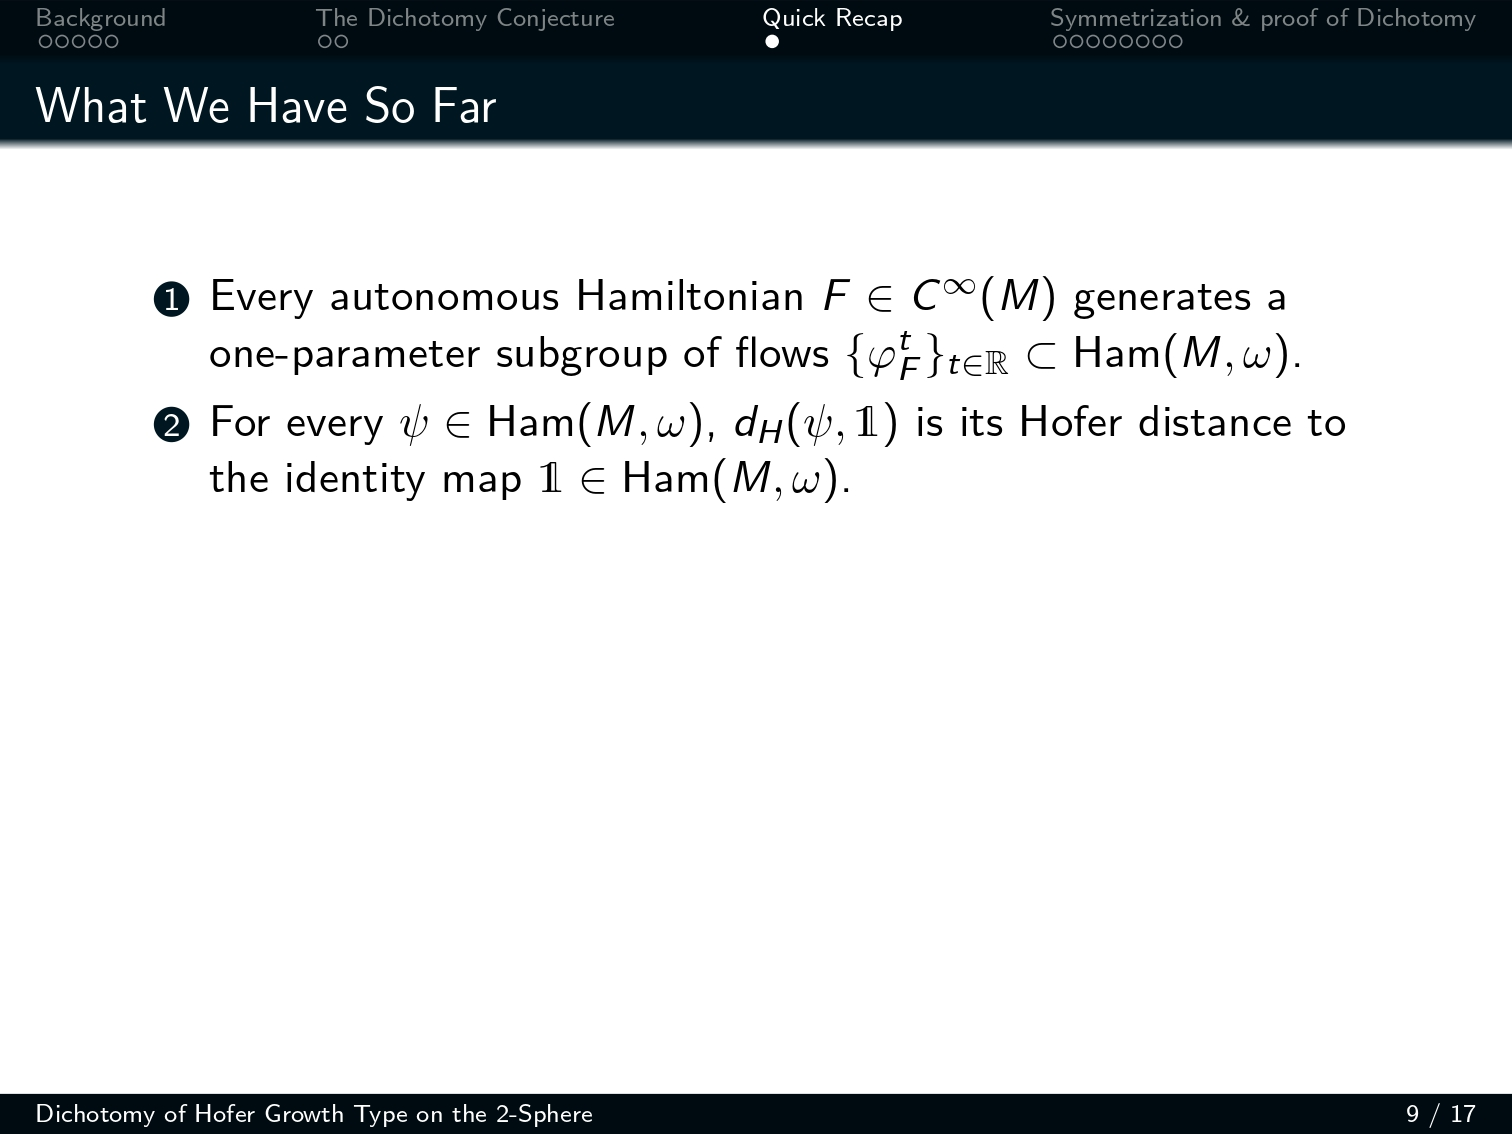 Background The Dichotomy Conjecture Quick Recap Symmetrization & proof of Dichotomy
What We Have So Far
1 Every autonomous Hamiltonian F ∈ C^∞(M) generates a
one-parameter subgroup of flows {φ_F^t}_{t∈ℝ} ⊂ Ham(M, ω).
2 For every ψ ∈ Ham(M, ω), d_H(ψ, 𝟙) is its Hofer distance to
the identity map 𝟙 ∈ Ham(M, ω).
Dichotomy of Hofer Growth Type on the 2-Sphere 9 / 17